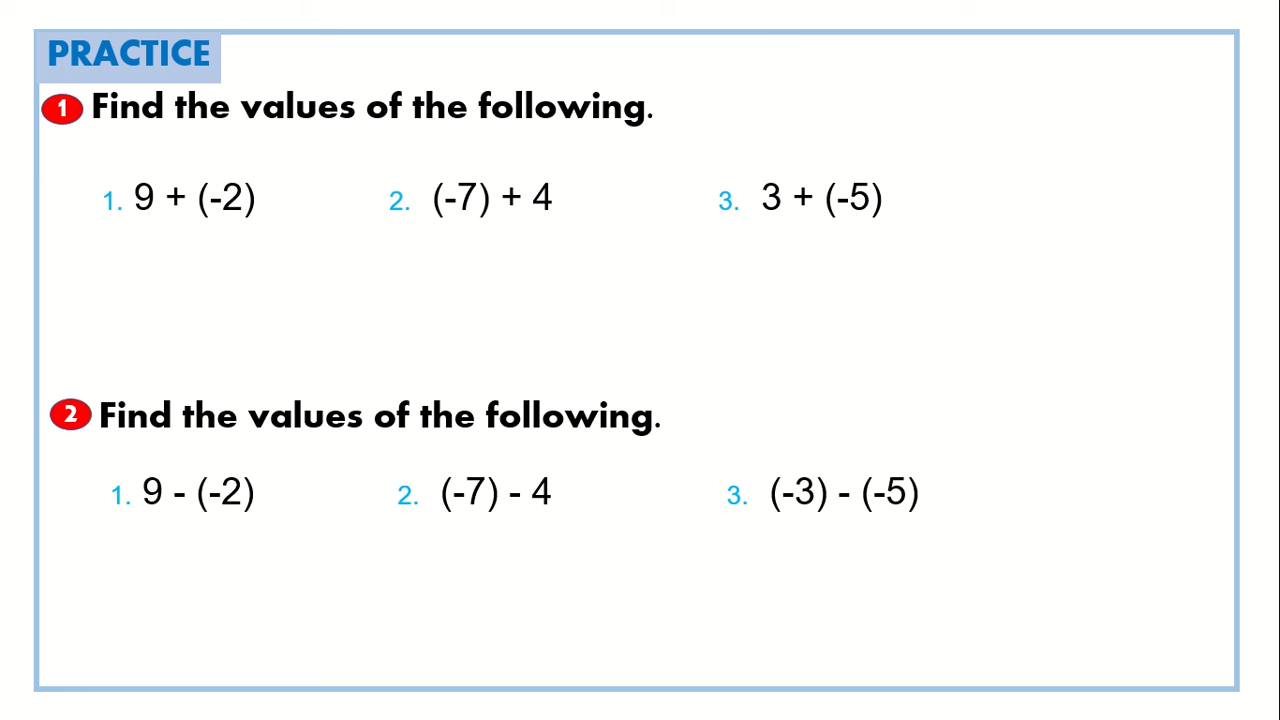 PRACTICE
1 Find the values of the following.
1. 9 + (-2) 2. (-7) + 4 3. 3 + (-5)
2 Find the values of the following.
1. 9 - (-2) 2. (-7) - 4 3. (-3) - (-5)